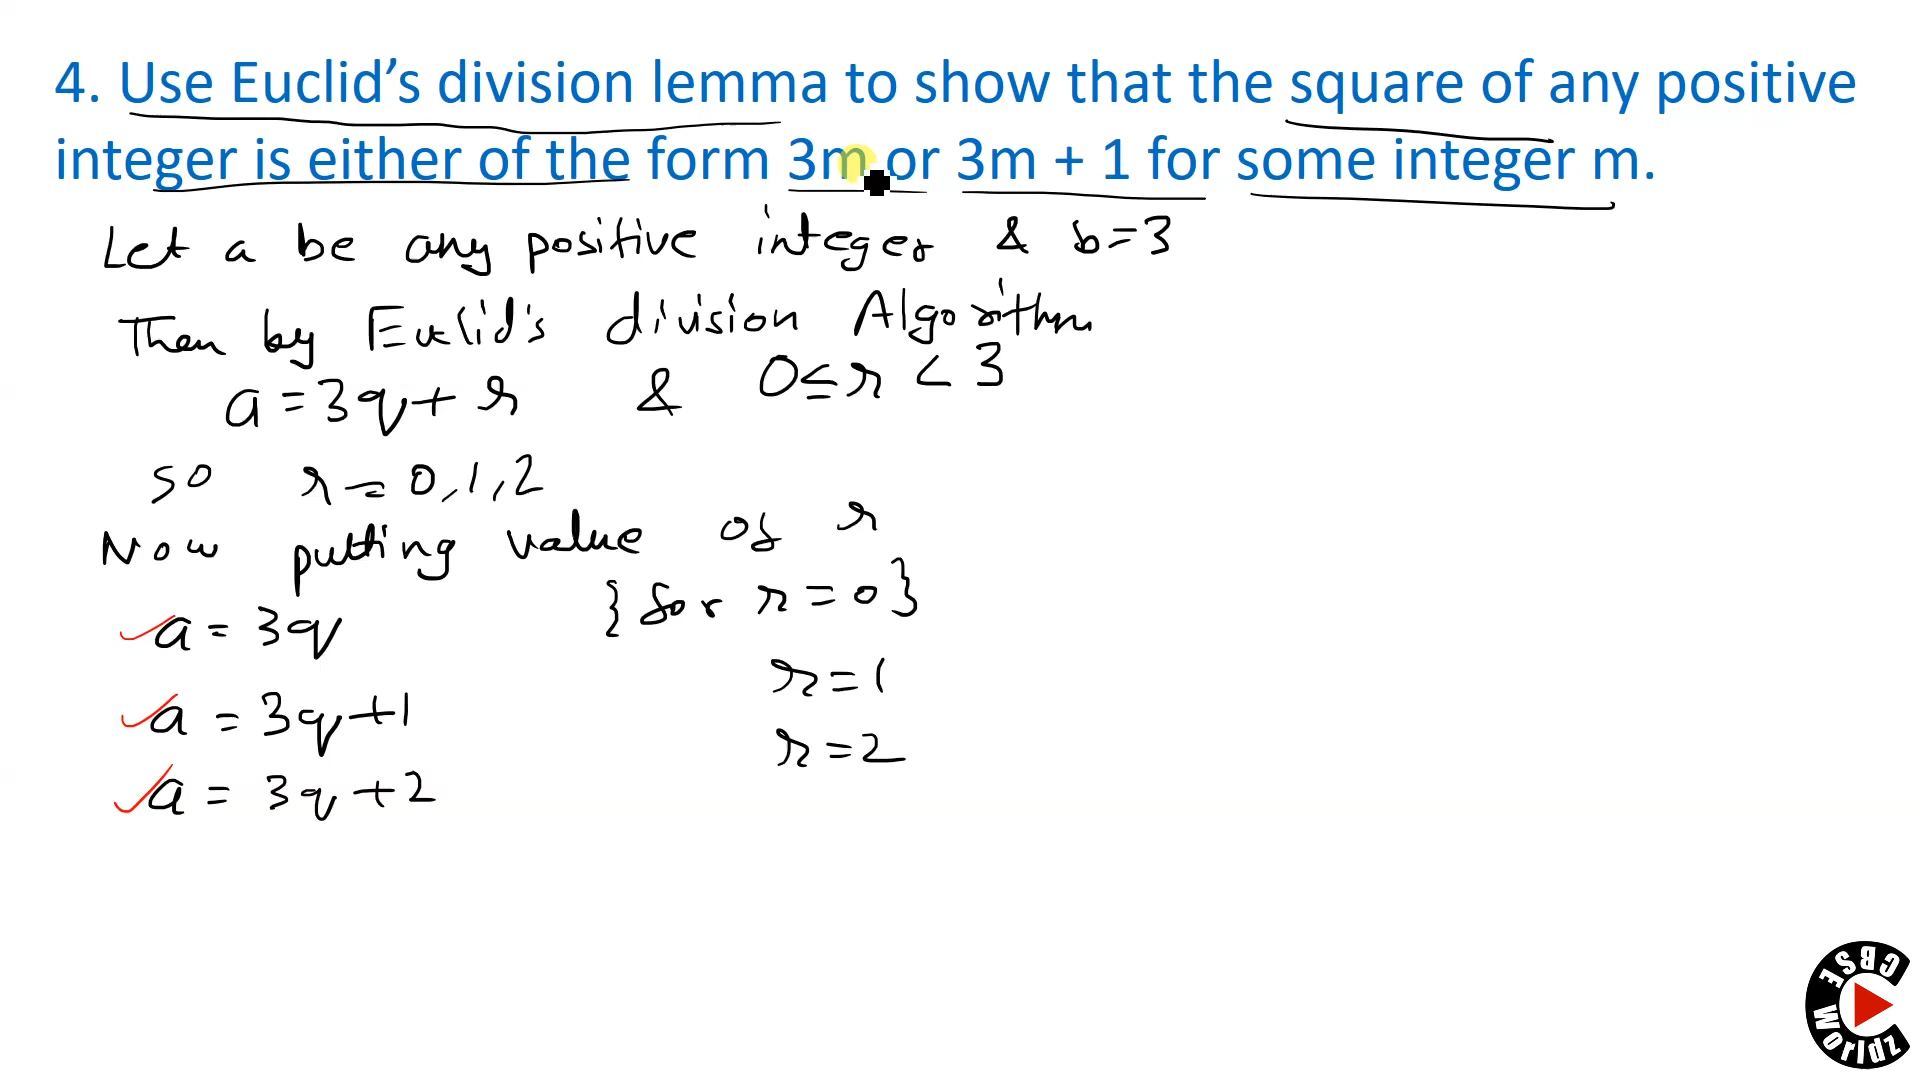 4. Use Euclid’s division lemma to show that the square of any positive
integer is either of the form 3m or 3m + 1 for some integer m.
Let a be any positive integer & b=3
Then by Euclid's division Algorithm
a = 3q + r & 0 ≤ r < 3
so r = 0,1,2
Now putting value of r
a = 3q {for r = 0}
a = 3q+1 r=1
a = 3q+2 r=2
CBSE Worldz